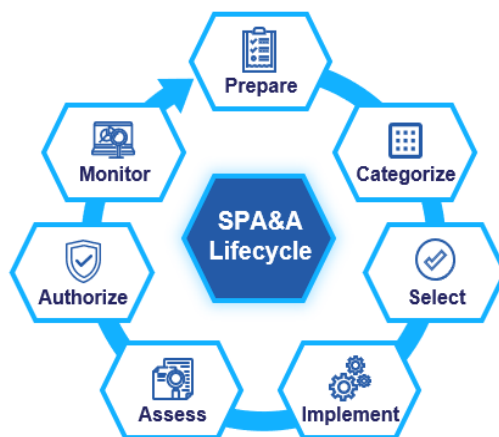 Prepare
Categorize
Select
Implement
Assess
Authorize
Monitor
SPA&A
Lifecycle